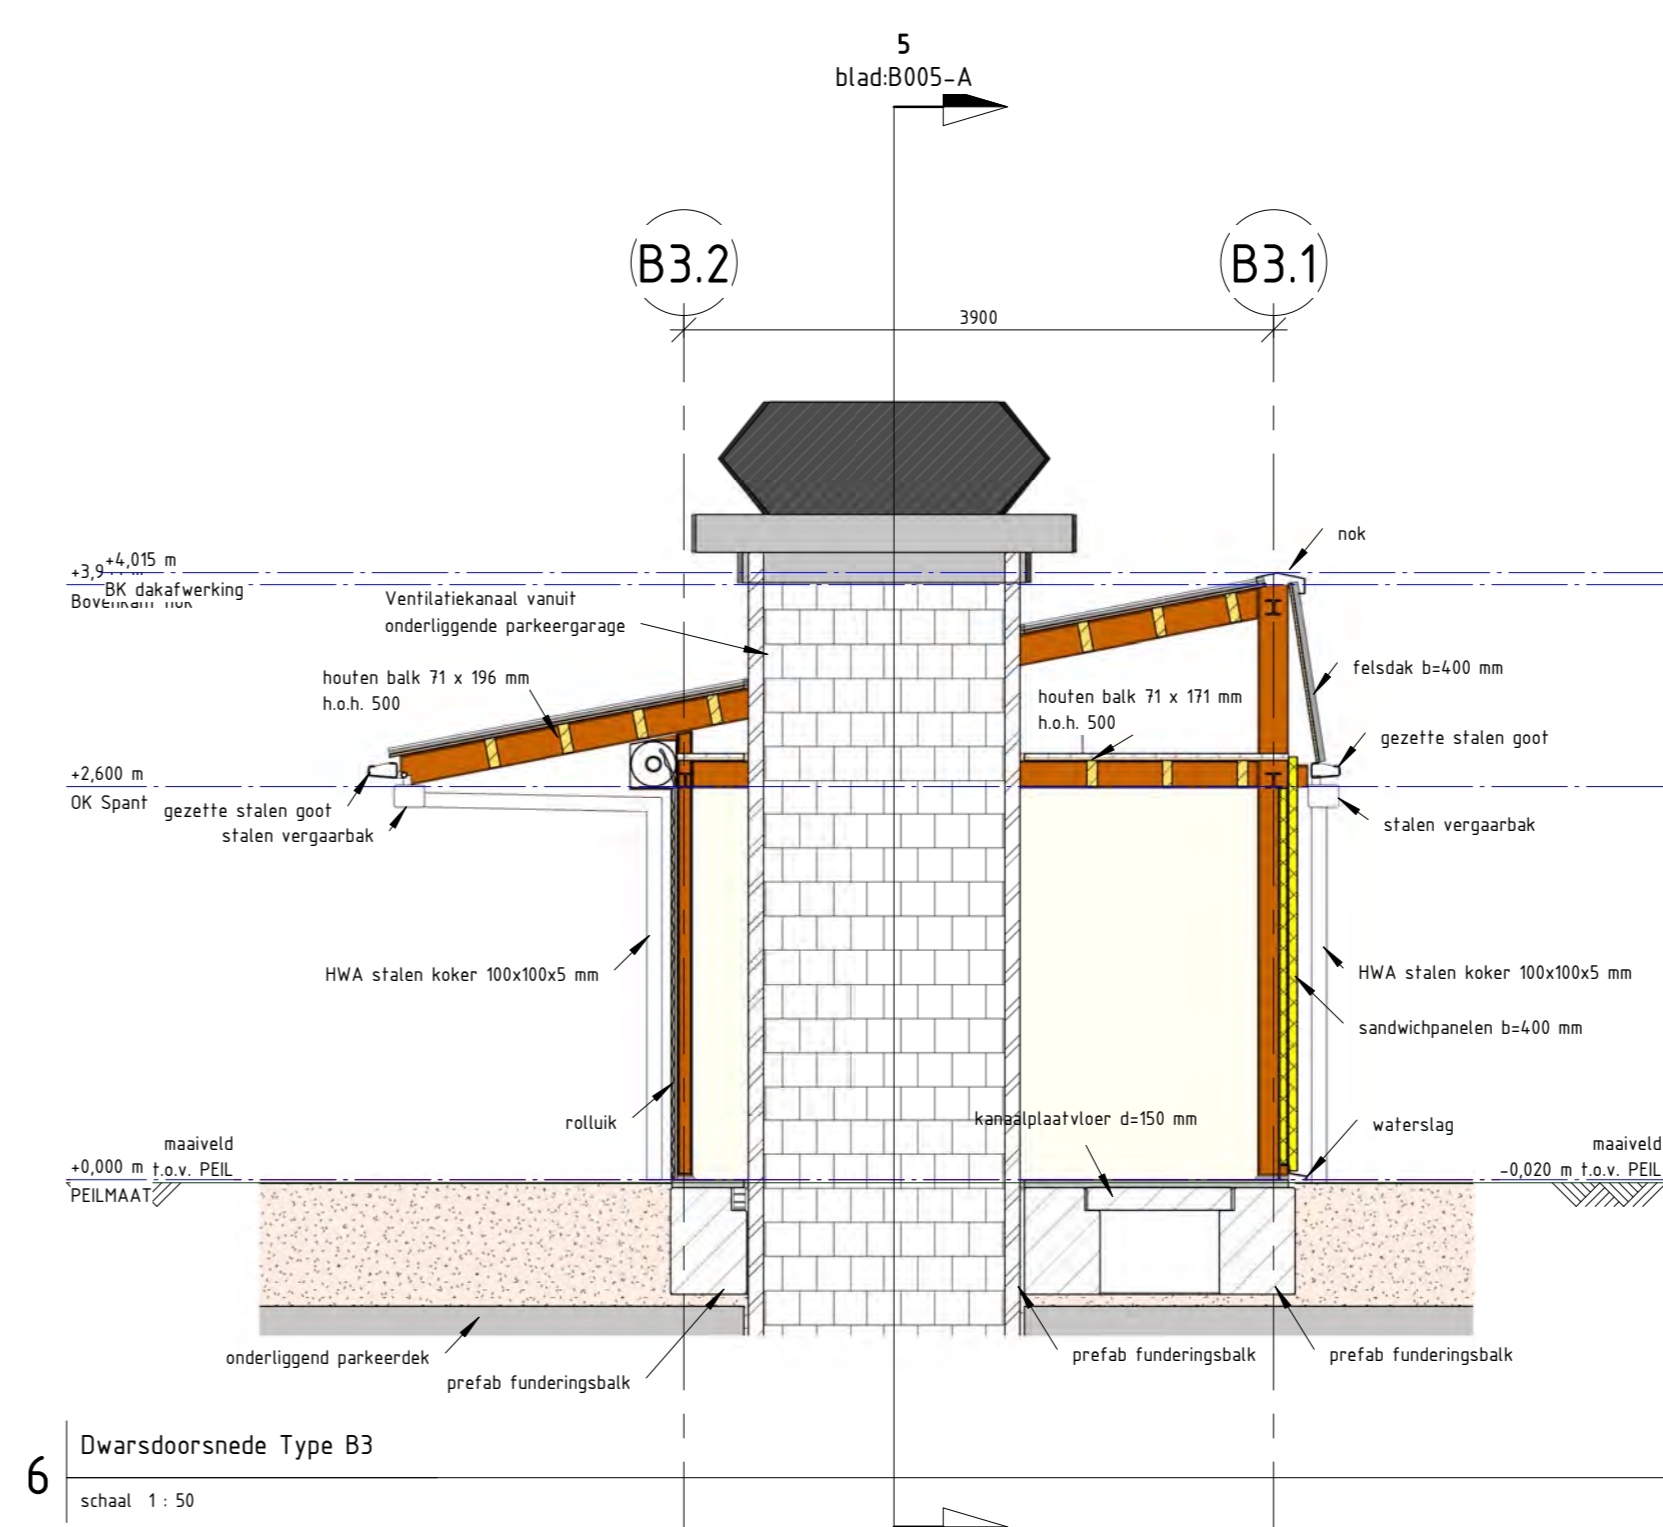 5
blad:B005-A
B3.2
B3.1
3900
nok
+4,015 m
+3,9
BK dakafwerking
Bovenkant nok
Ventilatiekanaal vanuit
onderliggende parkeergarage
felsdak b=400 mm
houten balk 71 x 196 mm
h.o.h. 500
houten balk 71 x 171 mm
h.o.h. 500
gezette stalen goot
+2,600 m
OK Spant
gezette stalen goot
stalen vergaarbak
stalen vergaarbak
HWA stalen koker 100x100x5 mm
HWA stalen koker 100x100x5 mm
sandwichpanelen b=400 mm
rolluik
kanaalplaatvloer d=150 mm
waterslag
maaiveld
t.o.v. PEIL
+0,000 m
PEILMAAT
maaiveld
-0,020 m t.o.v. PEIL
onderliggend parkeerdek
prefab funderingsbalk
prefab funderingsbalk
prefab funderingsbalk
6
Dwarsdoorsnede Type B3
schaal 1 : 50